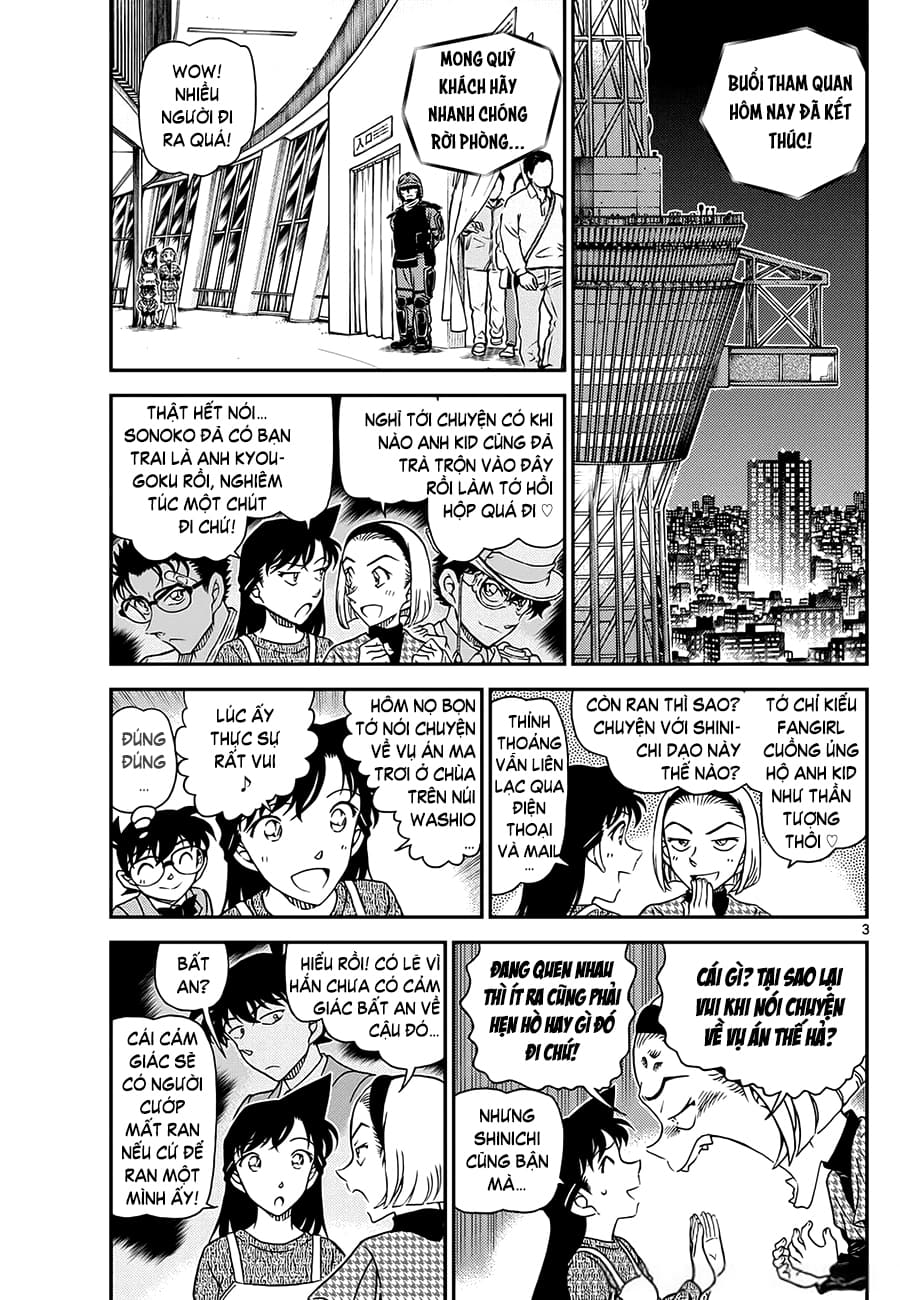 BUỔI THAM QUAN
HÔM NAY ĐÃ KẾT
THÚC!
MONG QUÝ
KHÁCH HÃY
NHANH CHÓNG
RỜI PHÒNG...
WOW!
NHIỀU
NGƯỜI ĐI
RA QUÁ!
入口
NGHĨ TỚI CHUYỆN CÓ KHI
NÀO ANH KID CŨNG ĐÃ
TRÀ TRỘN VÀO ĐÂY
RỒI LÀM TỚ HỒI
HỘP QUÁ ĐI ♡
THẬT HẾT NÓI...
SONOKO ĐÃ CÓ BẠN
TRAI LÀ ANH KYOU-
GOKU RỒI, NGHIÊM
TÚC MỘT CHÚT
ĐI CHỨ!
TỚ CHỈ KIỂU
FANGIRL
CUỒNG ỦNG
HỘ ANH KID
NHƯ THẦN
TƯỢNG
THÔI ♡
CÒN RAN THÌ SAO?
CHUYỆN VỚI SHINI-
CHI DẠO NÀY
THẾ NÀO?
THỈNH
THOẢNG
VẪN LIÊN
LẠC QUA
ĐIỆN
THOẠI
VÀ MAIL
...
HÔM NỌ BỌN
TỚ NÓI CHUYỆN
VỀ VỤ ÁN MA
TRƠI Ở CHÙA
TRÊN NÚI
WASHIO
...
LÚC ẤY
THỰC SỰ
RẤT VUI
♪
ĐÚNG
ĐÚNG
...
3
CÁI GÌ? TẠI SAO LẠI
VUI KHI NÓI CHUYỆN
VỀ VỤ ÁN THẾ HẢ?
ĐANG QUEN NHAU
THÌ ÍT RA CŨNG PHẢI
HẸN HÒ HAY GÌ ĐÓ
ĐI CHỨ!
NHƯNG
SHINICHI
CŨNG BẬN
MÀ...
HIỂU RỒI! CÓ LẼ VÌ
HẮN CHƯA CÓ CẢM
GIÁC BẤT AN VỀ
CẬU ĐÓ...
BẤT
AN?
CÁI CẢM
GIÁC SẼ
CÓ NGƯỜI
CƯỚP
MẤT RAN
NẾU CỨ ĐỂ
RAN MỘT
MÌNH ẤY!